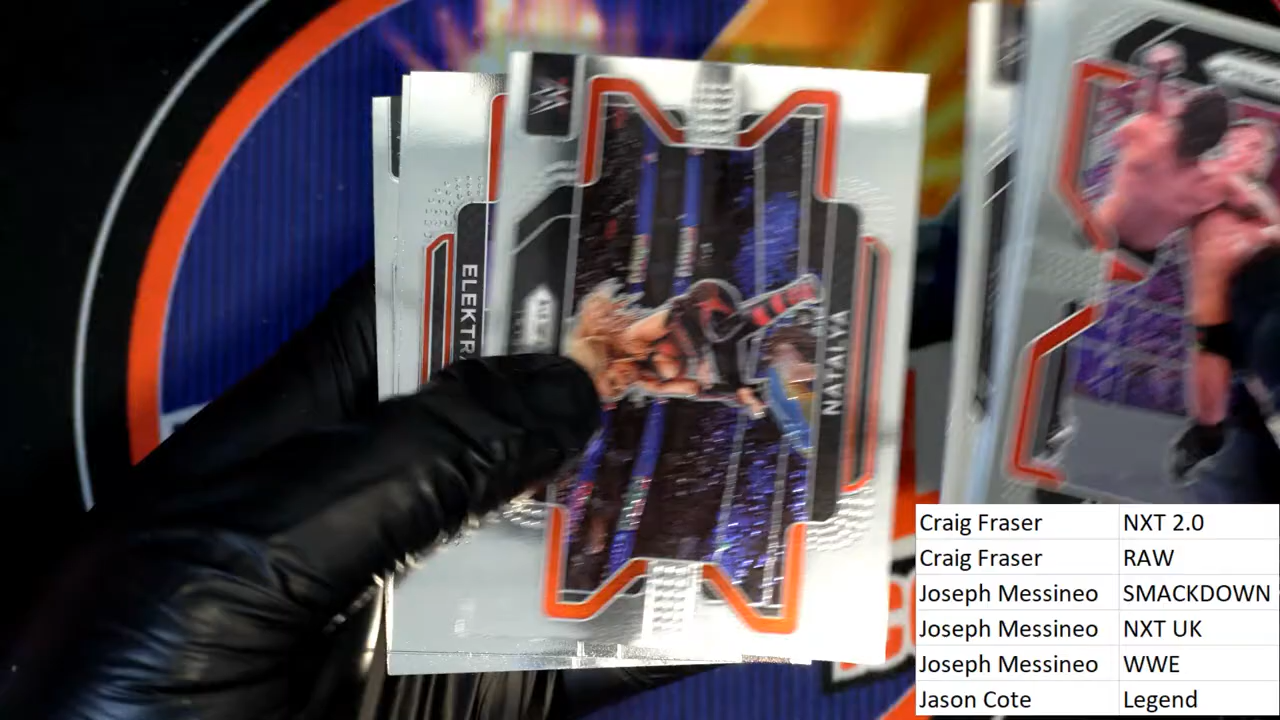 ELEKTRA
NATALYA
Craig Fraser NXT 2.0
Craig Fraser RAW
Joseph Messineo SMACKDOWN
Joseph Messineo NXT UK
Joseph Messineo WWE
Jason Cote Legend